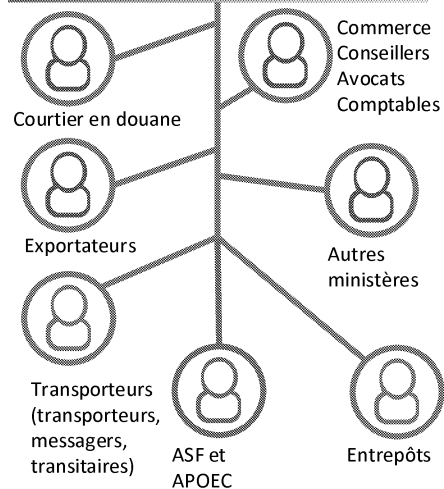 Commerce
Conseillers
Avocats
Comptables
Courtier en douane
Exportateurs
Autres
ministères
Transporteurs
(transporteurs,
messagers,
transitaires)
ASF et
APOEC
Entrepôts